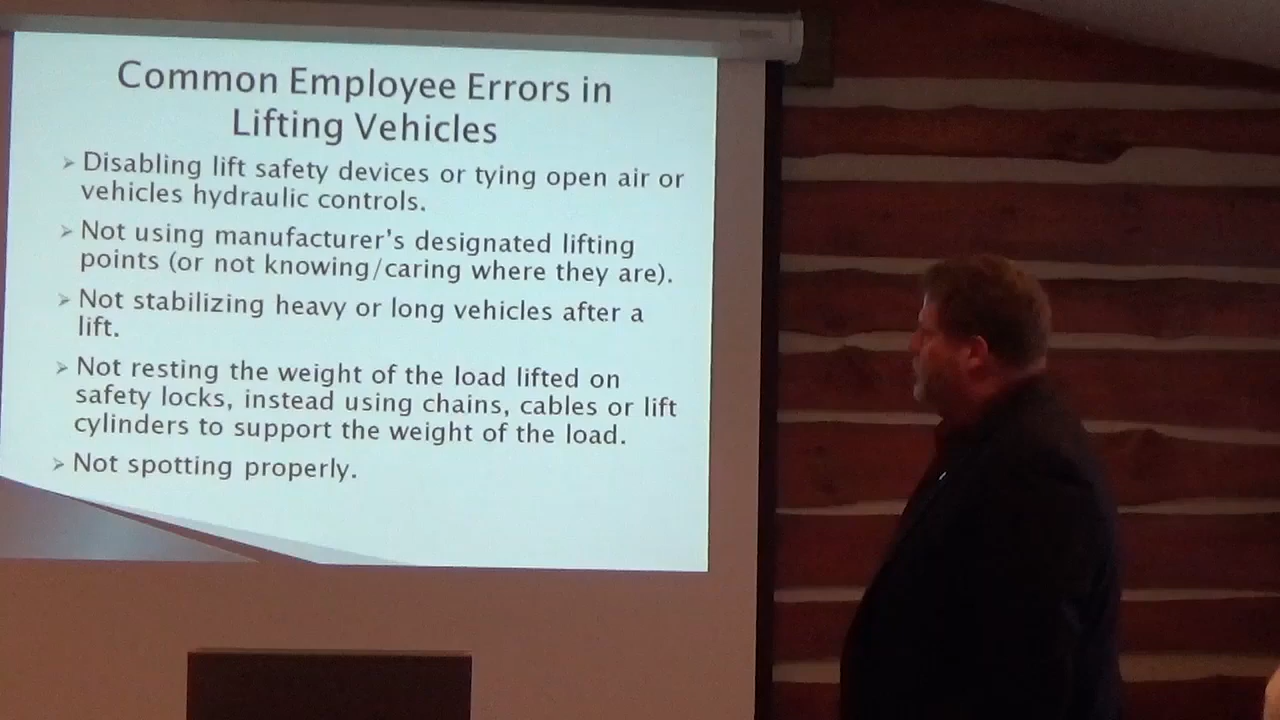 Common Employee Errors in
Lifting Vehicles
➢ Disabling lift safety devices or tying open air or
vehicles hydraulic controls.
➢ Not using manufacturer's designated lifting
points (or not knowing/caring where they are).
➢ Not stabilizing heavy or long vehicles after a
lift.
➢ Not resting the weight of the load lifted on
safety locks, instead using chains, cables or lift
cylinders to support the weight of the load.
➢ Not spotting properly.